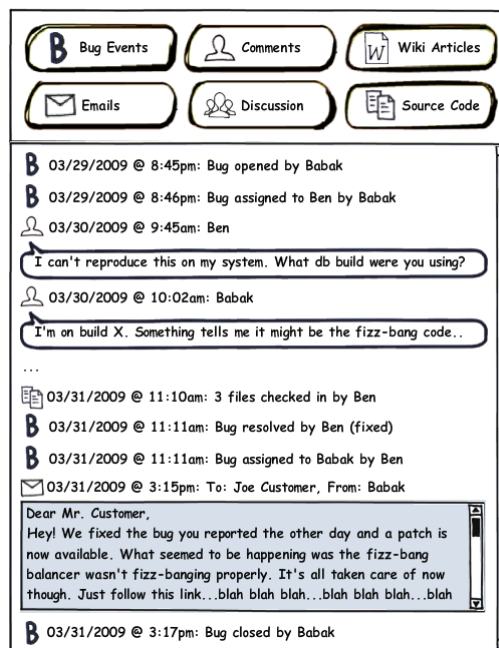 B Bug Events
Comments
W Wiki Articles
Emails
Discussion
Source Code
B 03/29/2009 @ 8:45pm: Bug opened by Babak
B 03/29/2009 @ 8:46pm: Bug assigned to Ben by Babak
03/30/2009 @ 9:45am: Ben
I can't reproduce this on my system. What db build were you using?
03/30/2009 @ 10:02am: Babak
I'm on build X. Something tells me it might be the fizz-bang code..
...
03/31/2009 @ 11:10am: 3 files checked in by Ben
B 03/31/2009 @ 11:11am: Bug resolved by Ben (fixed)
B 03/31/2009 @ 11:11am: Bug assigned to Babak by Ben
03/31/2009 @ 3:15pm: To: Joe Customer, From: Babak
Dear Mr. Customer,
Hey! We fixed the bug you reported the other day and a patch is
now available. What seemed to be happening was the fizz-bang
balancer wasn't fizz-banging properly. It's all taken care of now
though. Just follow this link...blah blah blah...blah blah blah...blah
B 03/31/2009 @ 3:17pm: Bug closed by Babak